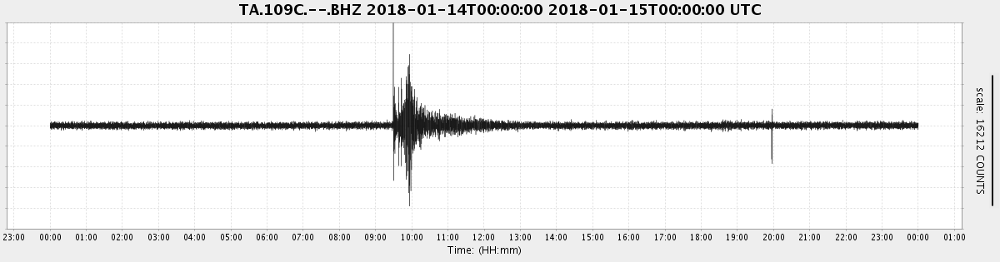 TA.109C.--.BHZ 2018-01-14T00:00:00 2018-01-15T00:00:00 UTC
scale: 16212 COUNTS
23:00 00:00 01:00 02:00 03:00 04:00 05:00 06:00 07:00 08:00 09:00 10:00 11:00 12:00 13:00 14:00 15:00 16:00 17:00 18:00 19:00 20:00 21:00 22:00 23:00 00:00 01:00
Time: (HH:mm)